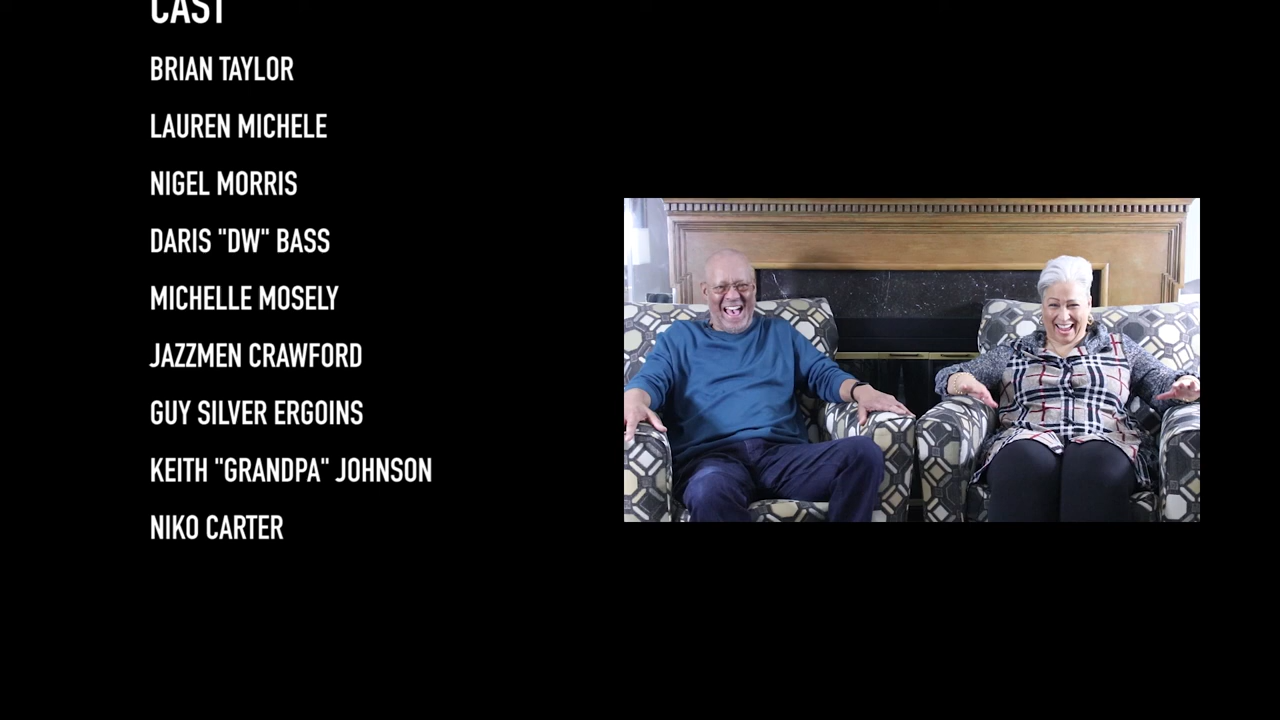 CAST
BRIAN TAYLOR
LAUREN MICHELE
NIGEL MORRIS
DARIS "DW" BASS
MICHELLE MOSELY
JAZZMEN CRAWFORD
GUY SILVER ERGOINS
KEITH "GRANDPA" JOHNSON
NIKO CARTER